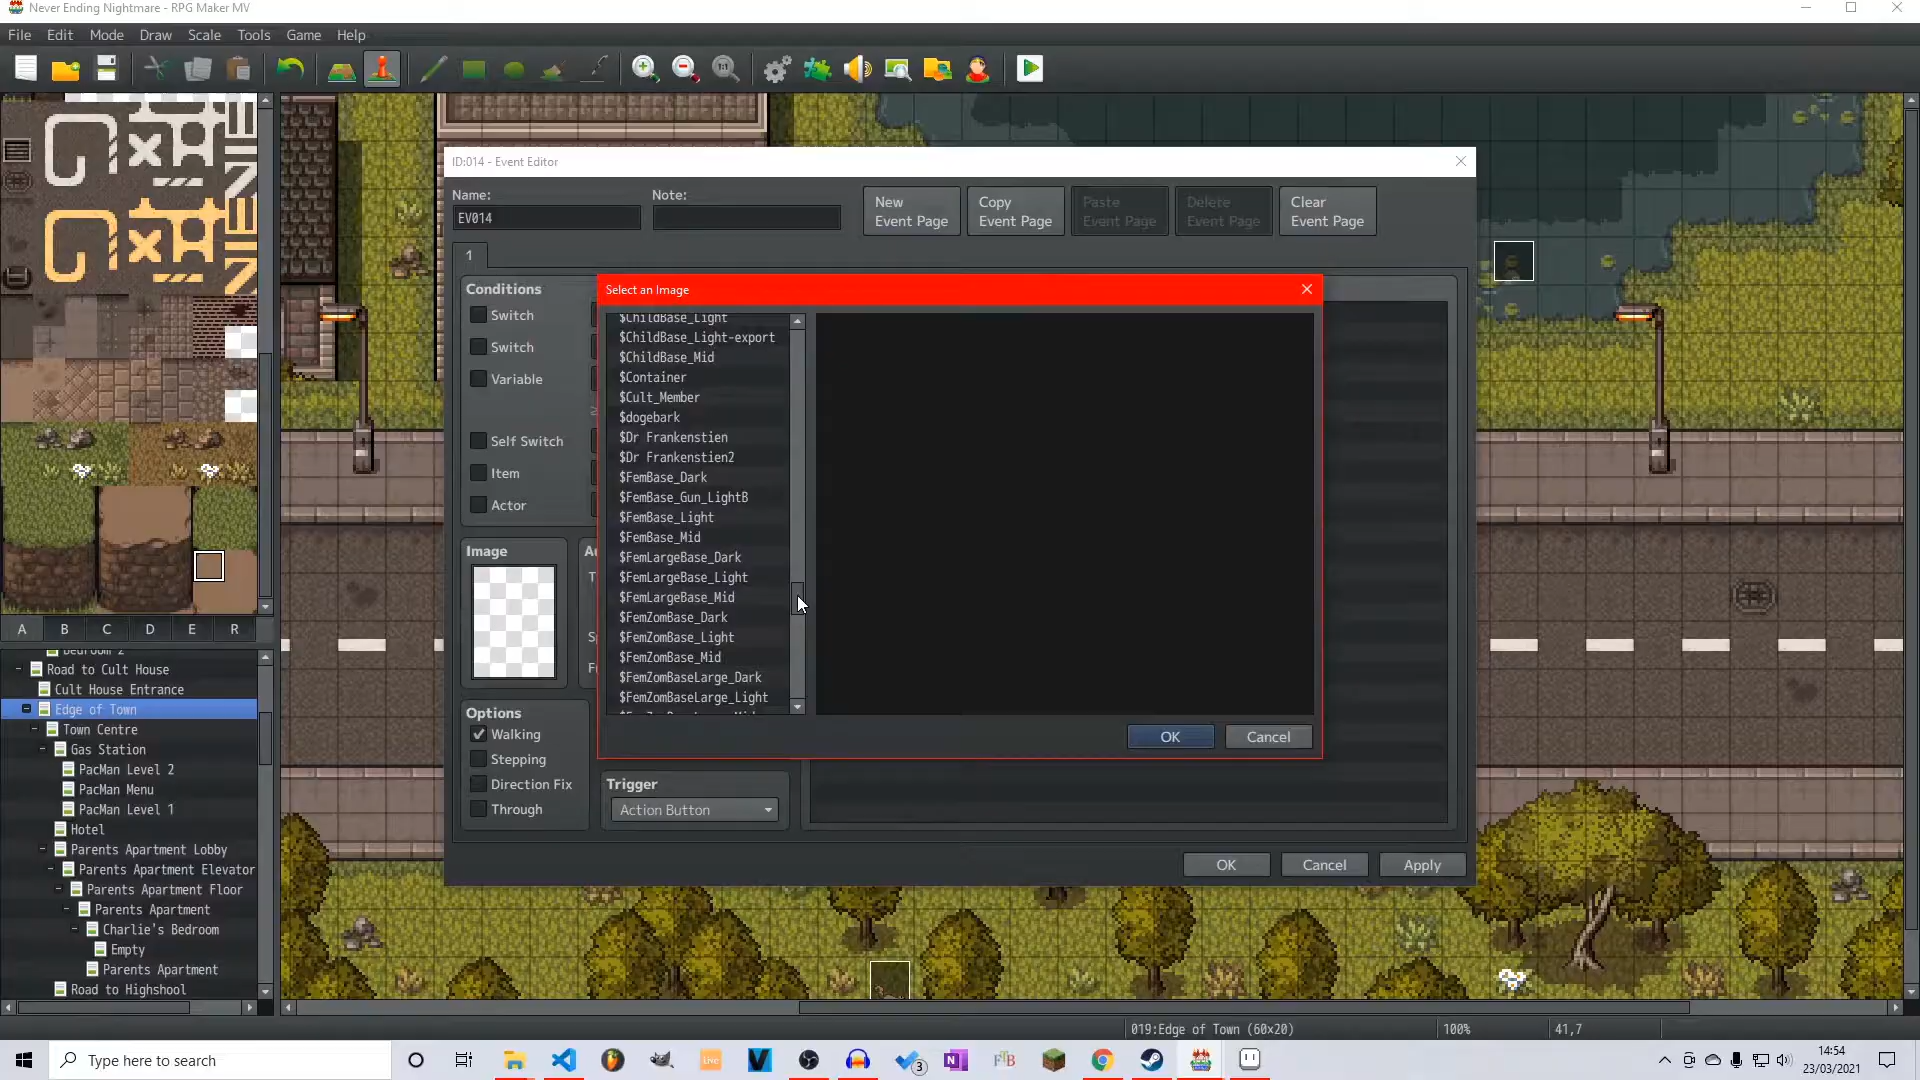 Never Ending Nightmare - RPG Maker MV
File Edit Mode Draw Scale Tools Game Help
1:1
ID:014 - Event Editor
Name:
EV014
Note:
New
Event Page
Copy
Event Page
Paste
Event Page
Delete
Event Page
Clear
Event Page
1
Conditions
Switch
Switch
Variable
Self Switch
Item
Actor
Image
Options
Walking
Stepping
Direction Fix
Through
Trigger
Action Button
OK
Cancel
Apply
Select an Image
$ChildBase_Light
$ChildBase_Light-export
$ChildBase_Mid
$Container
$Cult_Member
$dogebark
$Dr Frankenstien
$Dr Frankenstien2
$FemBase_Dark
$FemBase_Gun_LightB
$FemBase_Light
$FemBase_Mid
$FemLargeBase_Dark
$FemLargeBase_Light
$FemLargeBase_Mid
$FemZomBase_Dark
$FemZomBase_Light
$FemZomBase_Mid
$FemZomBaseLarge_Dark
$FemZomBaseLarge_Light
OK
Cancel
A B C D E R
Bedroom 2
Road to Cult House
Cult House Entrance
Edge of Town
Town Centre
Gas Station
PacMan Level 2
PacMan Menu
PacMan Level 1
Hotel
Parents Apartment Lobby
Parents Apartment Elevator
Parents Apartment Floor
Parents Apartment
Charlie's Bedroom
Empty
Parents Apartment
Road to Highshool
019:Edge of Town (60x20)
100%
41,7
Type here to search
3
FTB
14:54
23/03/2021